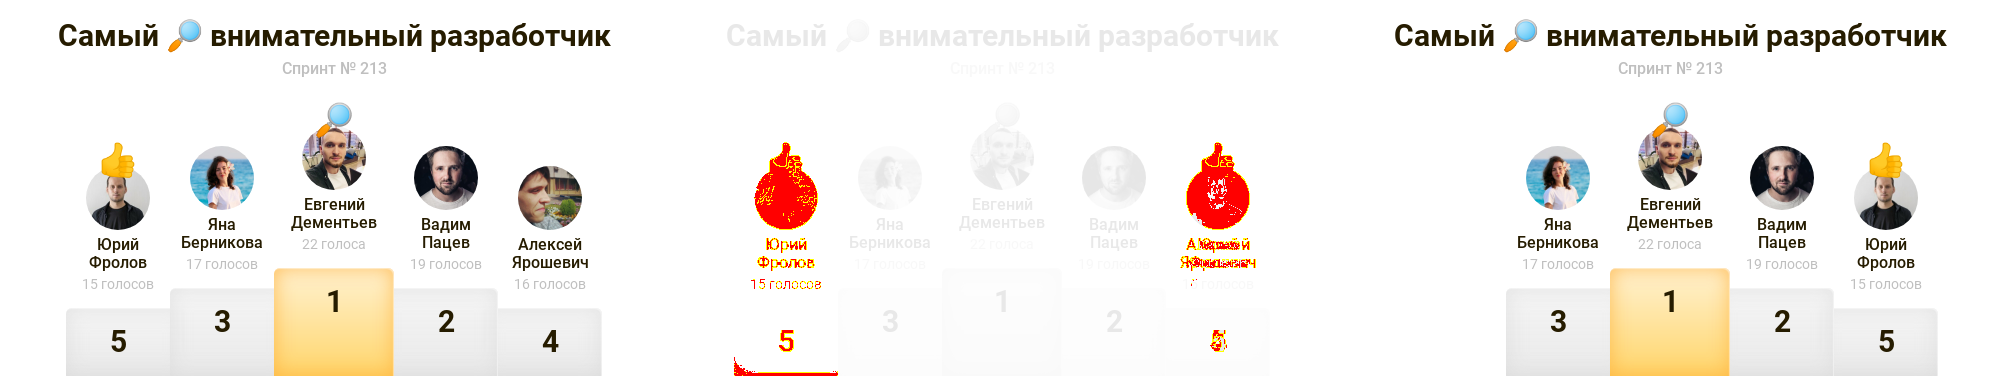 Самый внимательный разработчик
Спринт № 213
Юрий
Фролов
15 голосов
5
Яна
Берникова
17 голосов
3
Евгений
Дементьев
22 голоса
1
Вадим
Пацев
19 голосов
2
Алексей
Ярошевич
16 голосов
4
Самый внимательный разработчик
Спринт № 213
Юрий
Фролов
15 голосов
5
Яна
Берникова
17 голосов
3
Евгений
Дементьев
22 голоса
1
Вадим
Пацев
19 голосов
2
Самый внимательный разработчик
Спринт № 213
Яна
Берникова
17 голосов
3
Евгений
Дементьев
22 голоса
1
Вадим
Пацев
19 голосов
2
Юрий
Фролов
15 голосов
5